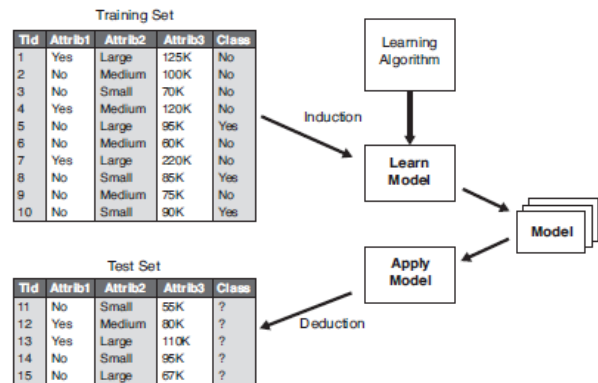 Training Set
Tid Attrib1 Attrib2 Attrib3 Class
1 Yes Large 125K No
2 No Medium 100K No
3 No Small 70K No
4 Yes Medium 120K No
5 No Large 95K Yes
6 No Medium 60K No
7 Yes Large 220K No
8 No Small 85K Yes
9 No Medium 75K No
10 No Small 90K Yes
Learning
Algorithm
Induction
Learn
Model
Model
Apply
Model
Deduction
Test Set
Tid Attrib1 Attrib2 Attrib3 Class
11 No Small 55K ?
12 Yes Medium 80K ?
13 Yes Large 110K ?
14 No Small 95K ?
15 No Large 67K ?